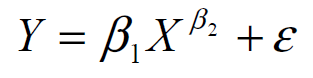 Y = β₁X^β₂ + ε